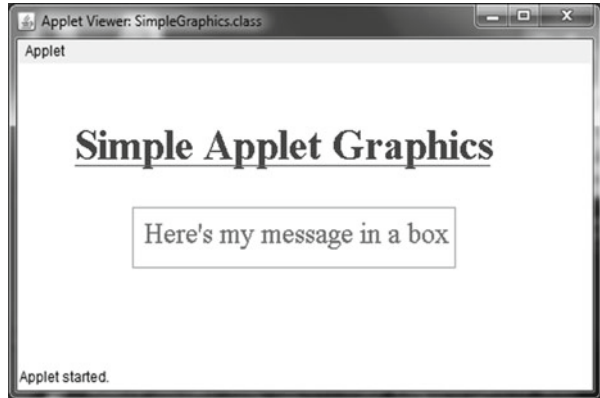 Applet Viewer: SimpleGraphics.class
Applet
Simple Applet Graphics
Here's my message in a box
Applet started.